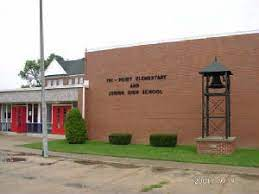 TRI-POINT ELEMENTARY
AND
JUNIOR HIGH SCHOOL